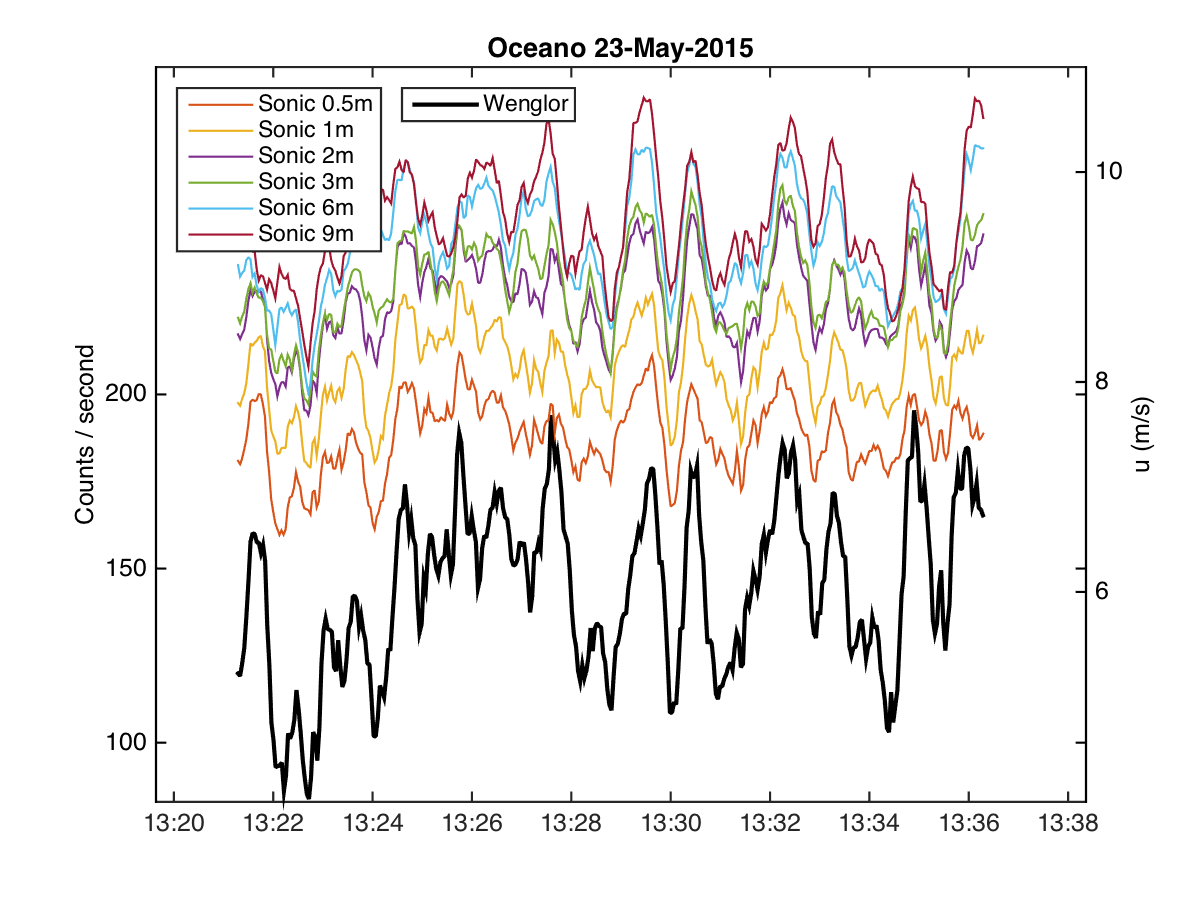 Oceano 23-May-2015
Sonic 0.5m
Sonic 1m
Sonic 2m
Sonic 3m
Sonic 6m
Sonic 9m
Wenglor
Counts / second
200
150
100
10
8
6
u (m/s)
13:20 13:22 13:24 13:26 13:28 13:30 13:32 13:34 13:36 13:38